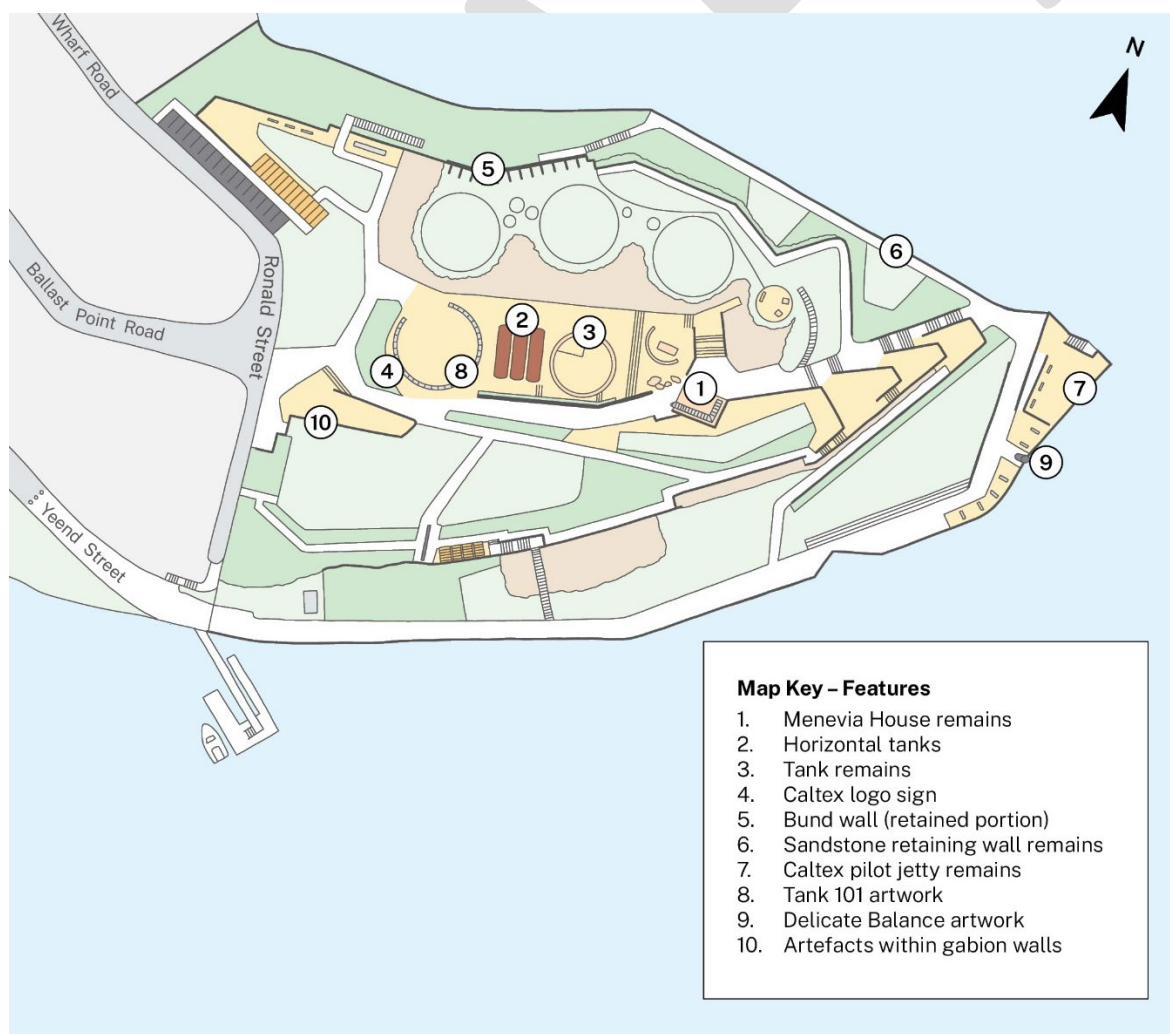 N
Wharf Road
5
6
Ballast Point Road
Ronald Street
2
3
7
4
8
1
10
9
Yeend Street
Map Key – Features
1. Menevia House remains
2. Horizontal tanks
3. Tank remains
4. Caltex logo sign
5. Bund wall (retained portion)
6. Sandstone retaining wall remains
7. Caltex pilot jetty remains
8. Tank 101 artwork
9. Delicate Balance artwork
10. Artefacts within gabion walls